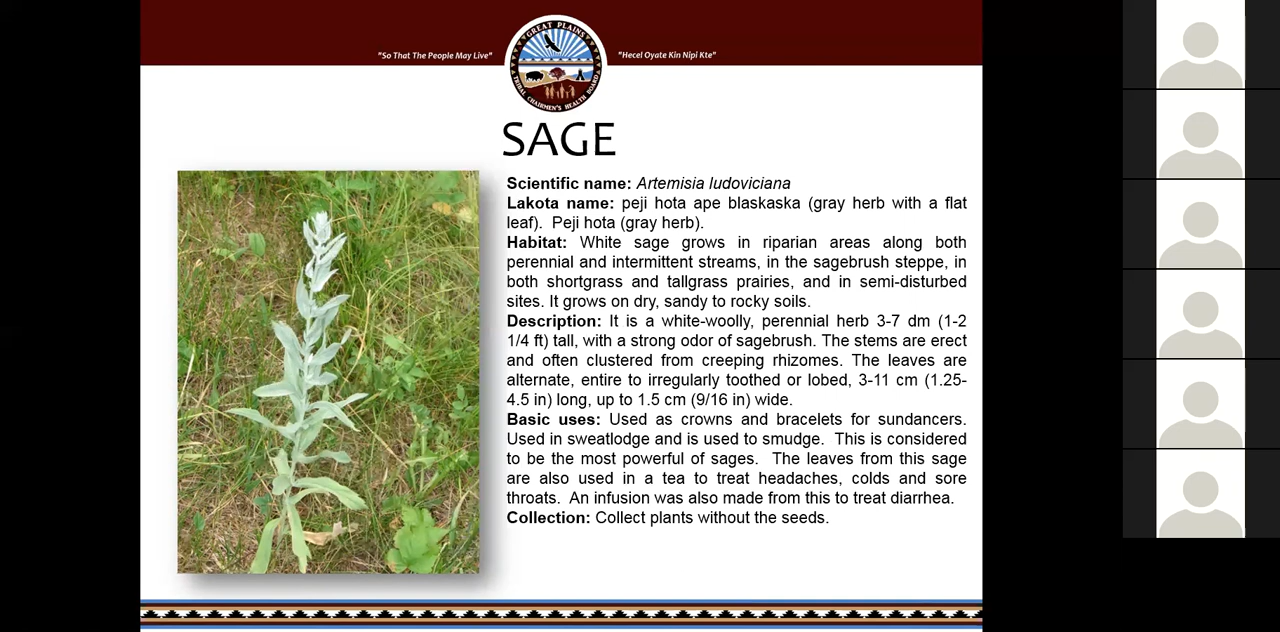 "So That The People May Live"
GREAT PLAINS
TRIBAL CHAIRMEN'S HEALTH BOARD
"Hecel Oyate Kin Nipi Kte"
SAGE
Scientific name: Artemisia ludoviciana
Lakota name: peji hota ape blaskaska (gray herb with a flat
leaf). Peji hota (gray herb).
Habitat: White sage grows in riparian areas along both
perennial and intermittent streams, in the sagebrush steppe, in
both shortgrass and tallgrass prairies, and in semi-disturbed
sites. It grows on dry, sandy to rocky soils.
Description: It is a white-woolly, perennial herb 3-7 dm (1-2
1/4 ft) tall, with a strong odor of sagebrush. The stems are erect
and often clustered from creeping rhizomes. The leaves are
alternate, entire to irregularly toothed or lobed, 3-11 cm (1.25-
4.5 in) long, up to 1.5 cm (9/16 in) wide.
Basic uses: Used as crowns and bracelets for sundancers.
Used in sweatlodge and is used to smudge. This is considered
to be the most powerful of sages. The leaves from this sage
are also used in a tea to treat headaches, colds and sore
throats. An infusion was also made from this to treat diarrhea.
Collection: Collect plants without the seeds.